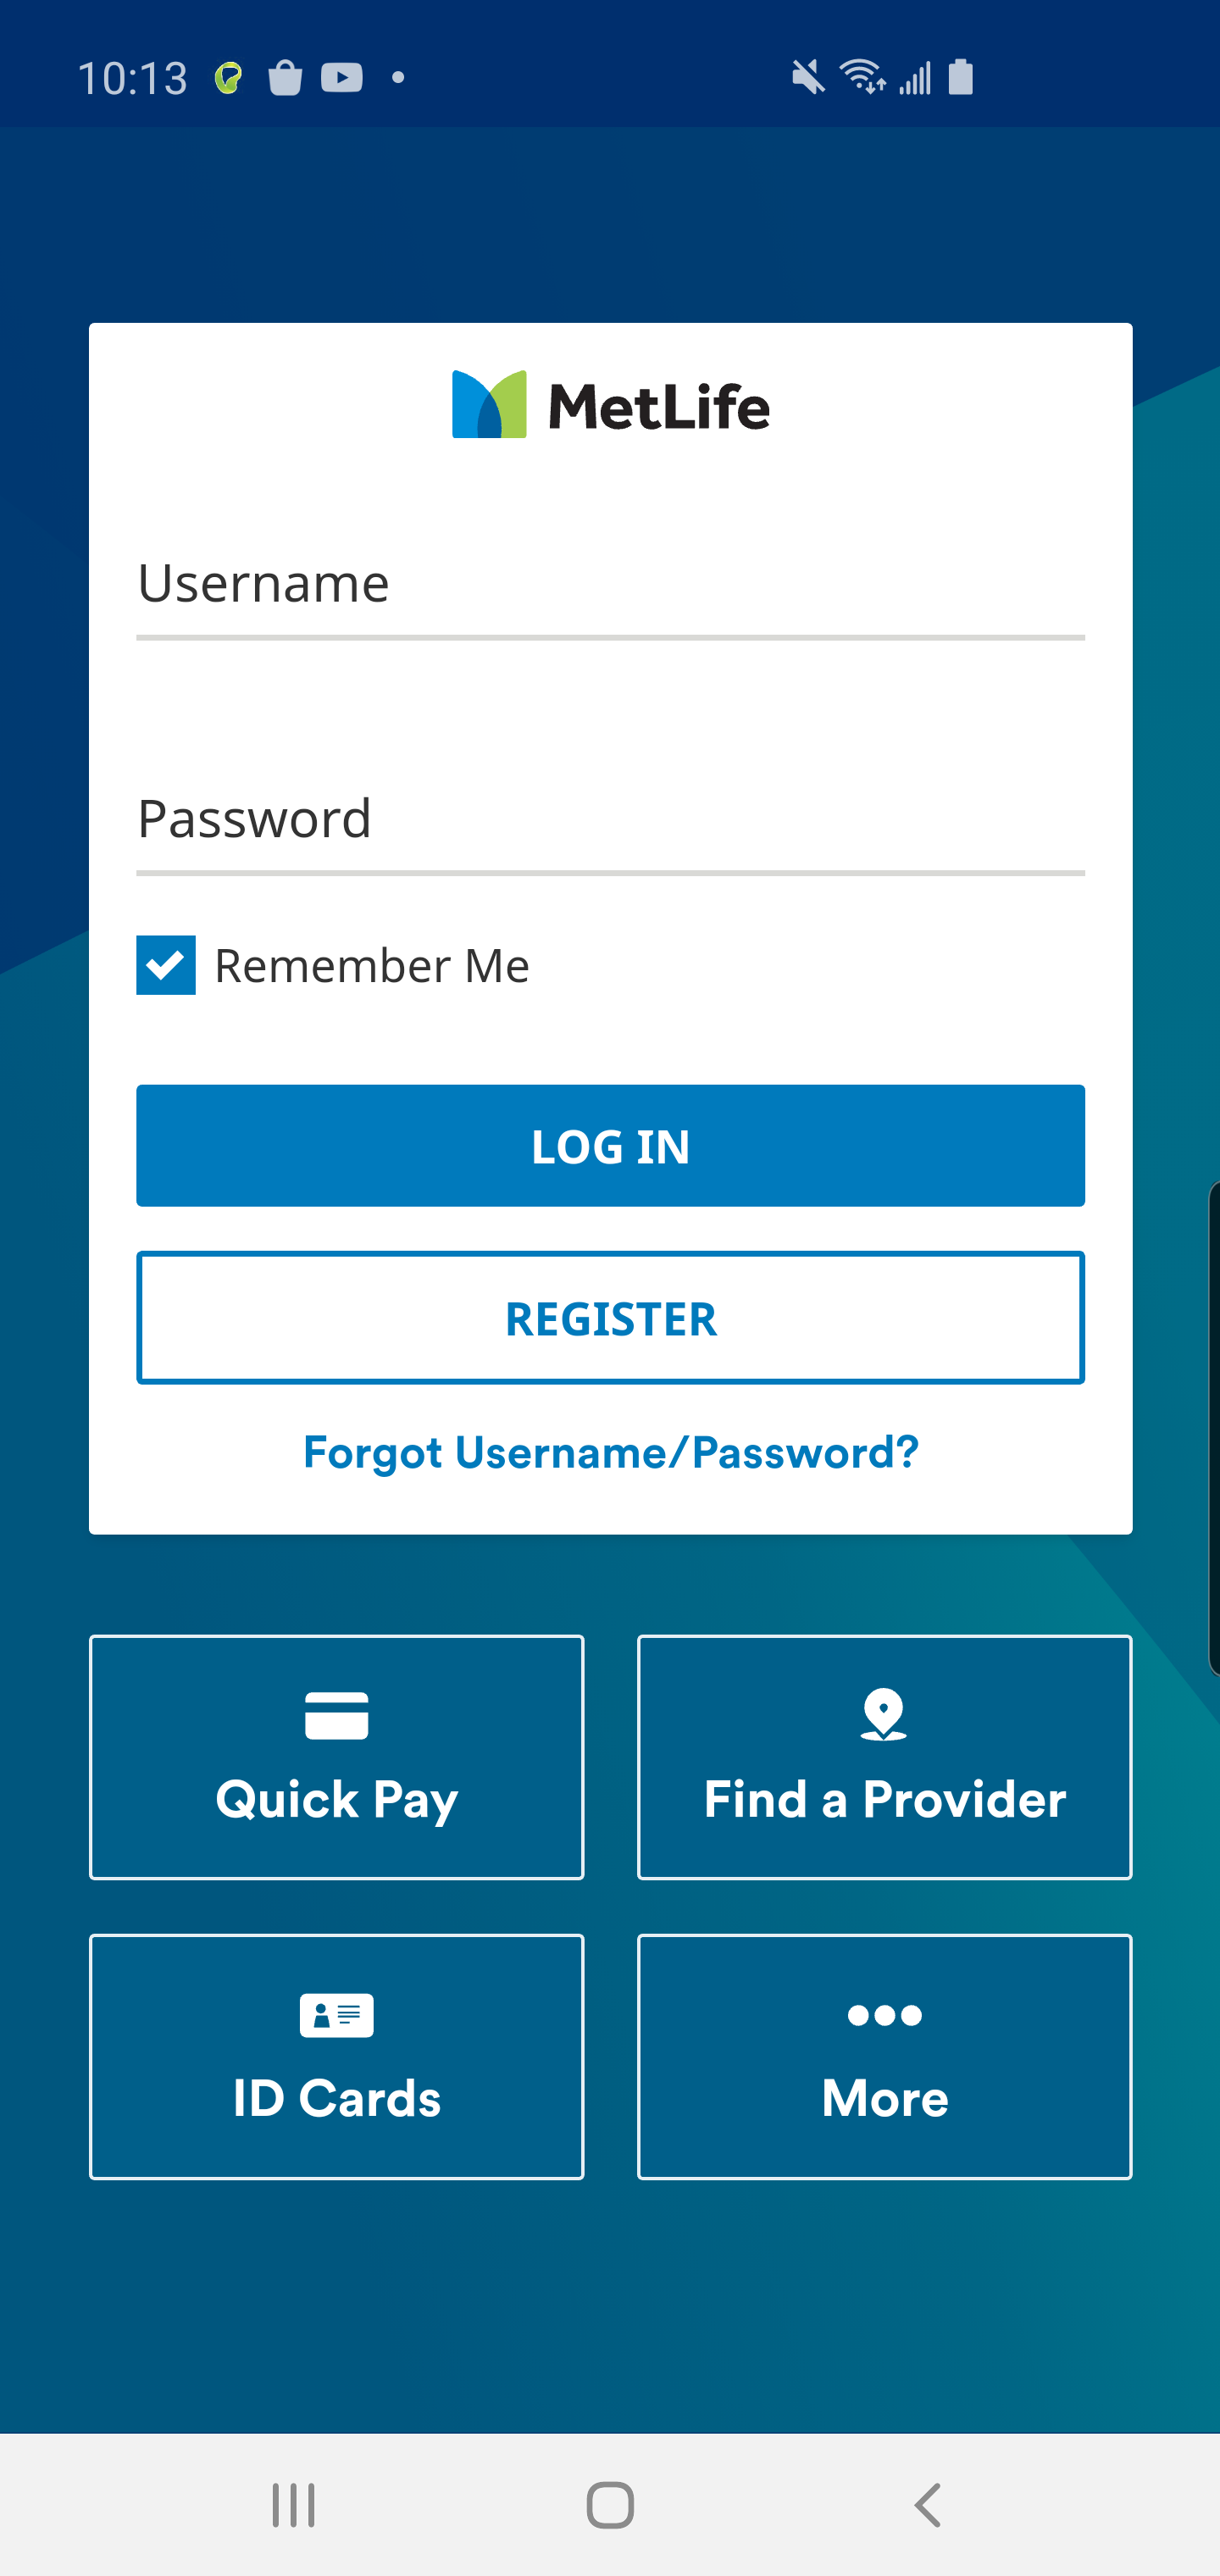 10:13
MetLife
Username
Password
Remember Me
LOG IN
REGISTER
Forgot Username/Password?
Quick Pay
Find a Provider
ID Cards
More